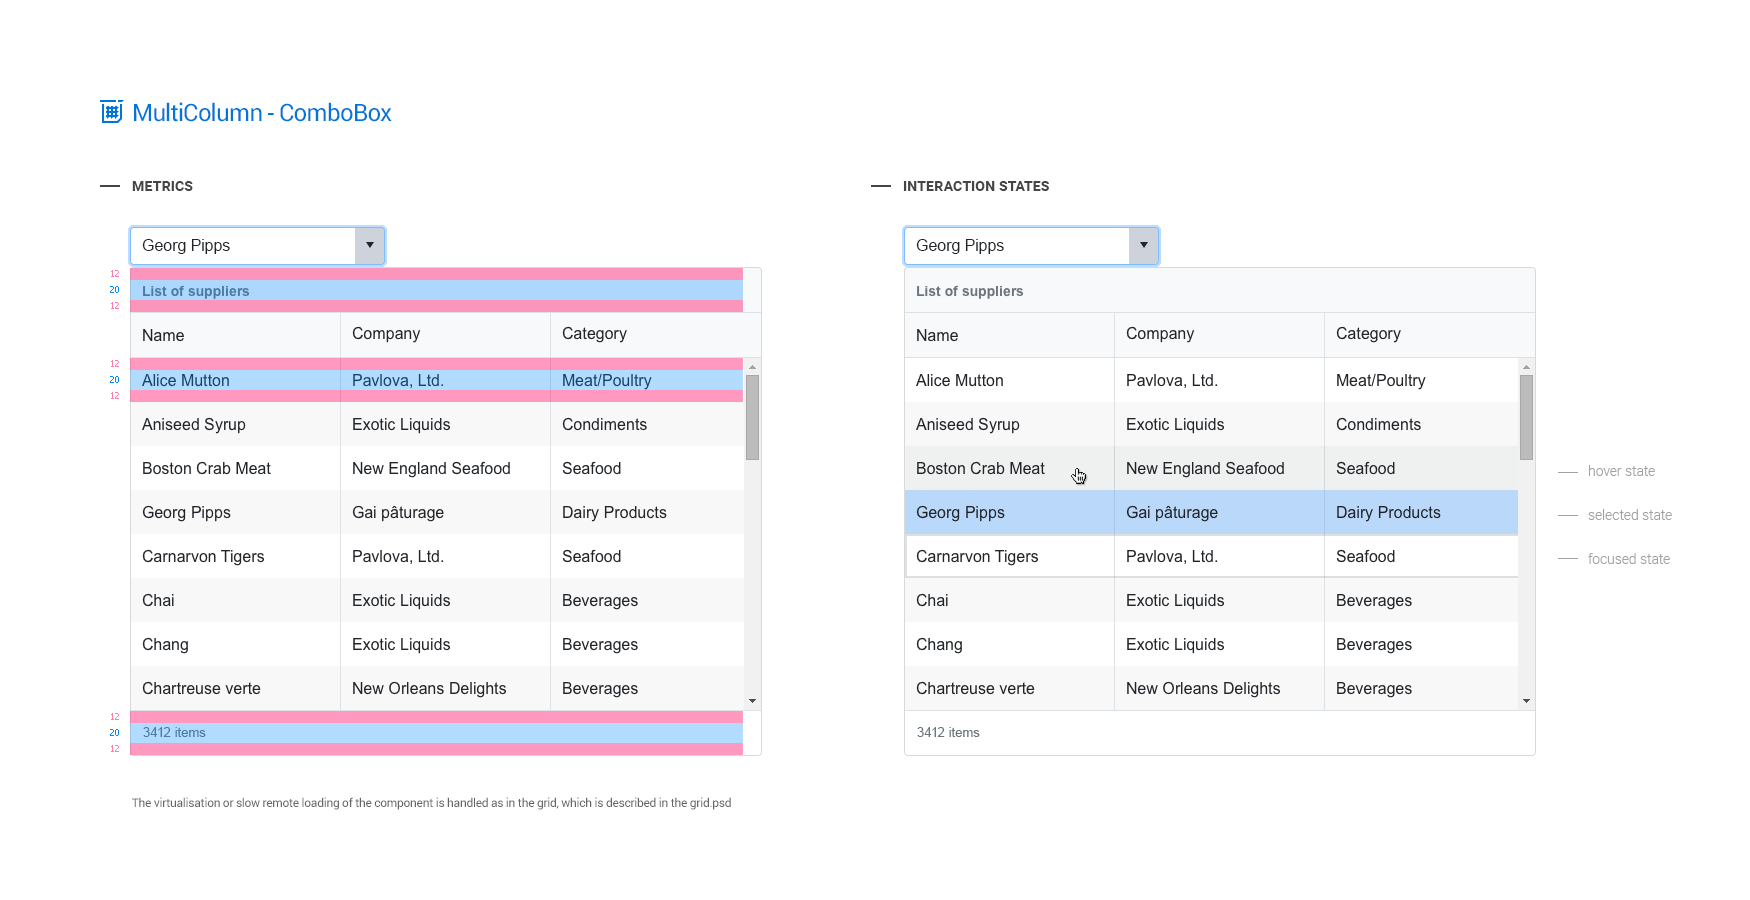 MultiColumn - ComboBox
METRICS
Georg Pipps
12
20 List of suppliers
12
Name Company Category
12
20 Alice Mutton Pavlova, Ltd. Meat/Poultry
12
Aniseed Syrup Exotic Liquids Condiments
Boston Crab Meat New England Seafood Seafood
Georg Pipps Gai pâturage Dairy Products
Carnarvon Tigers Pavlova, Ltd. Seafood
Chai Exotic Liquids Beverages
Chang Exotic Liquids Beverages
Chartreuse verte New Orleans Delights Beverages
12
20 3412 items
12
The virtualisation or slow remote loading of the component is handled as in the grid, which is described in the grid.psd
INTERACTION STATES
Georg Pipps
List of suppliers
Name Company Category
Alice Mutton Pavlova, Ltd. Meat/Poultry
Aniseed Syrup Exotic Liquids Condiments
Boston Crab Meat New England Seafood Seafood hover state
Georg Pipps Gai pâturage Dairy Products selected state
Carnarvon Tigers Pavlova, Ltd. Seafood focused state
Chai Exotic Liquids Beverages
Chang Exotic Liquids Beverages
Chartreuse verte New Orleans Delights Beverages
3412 items